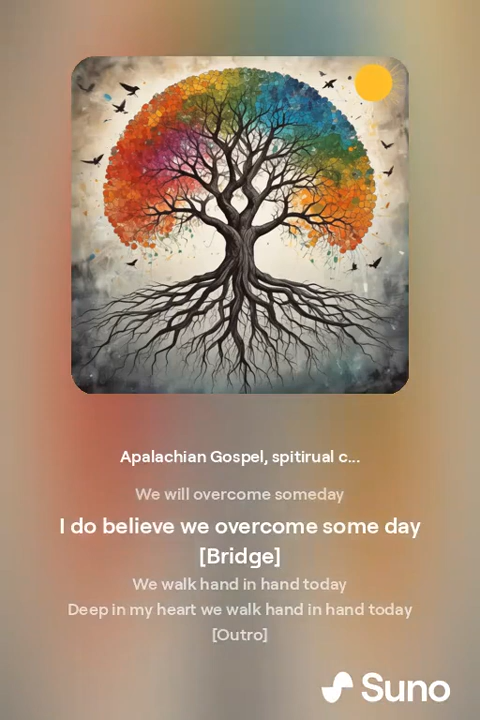 Apalachian Gospel, spitirual c...
We will overcome someday
I do believe we overcome some day
[Bridge]
We walk hand in hand today
Deep in my heart we walk hand in hand today
[Outro]
Suno